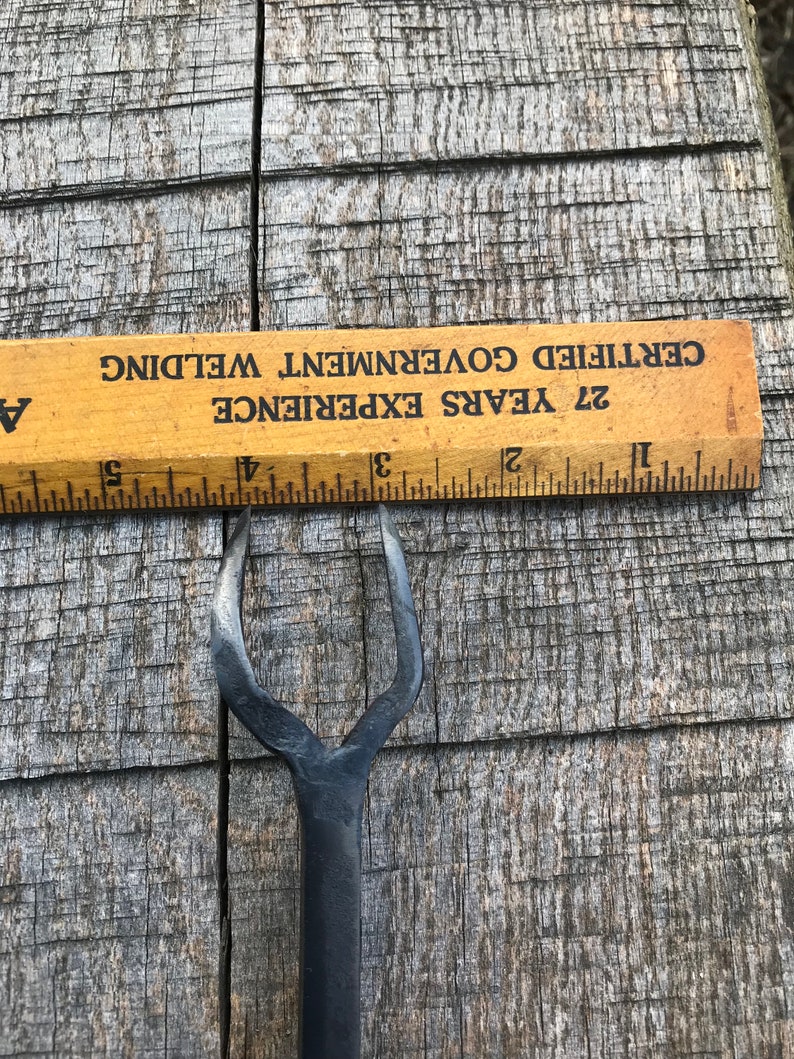 27 YEARS EXPERIENCE
CERTIFIED GOVERNMENT WELDING
A
1 2 3 4 5